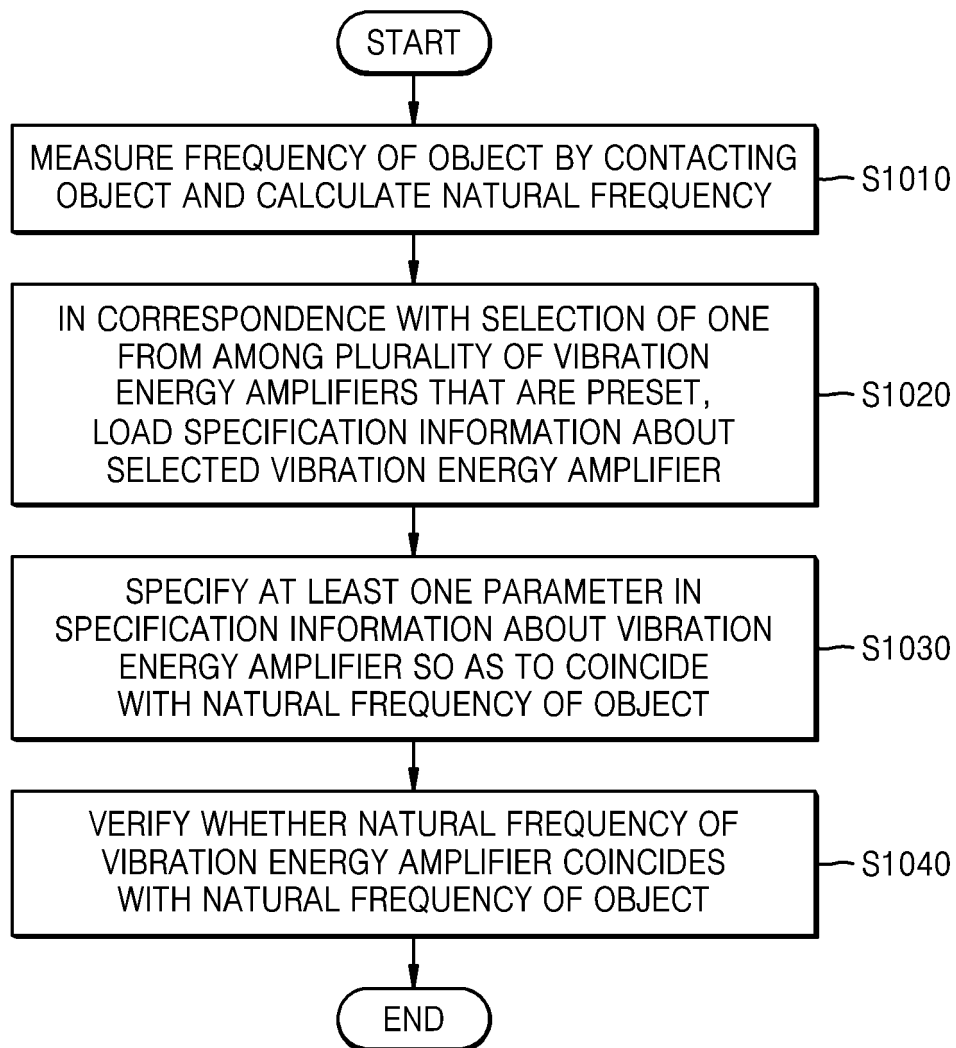 START
MEASURE FREQUENCY OF OBJECT BY CONTACTING
OBJECT AND CALCULATE NATURAL FREQUENCY
S1010
IN CORRESPONDENCE WITH SELECTION OF ONE
FROM AMONG PLURALITY OF VIBRATION
ENERGY AMPLIFIERS THAT ARE PRESET,
LOAD SPECIFICATION INFORMATION ABOUT
SELECTED VIBRATION ENERGY AMPLIFIER
S1020
SPECIFY AT LEAST ONE PARAMETER IN
SPECIFICATION INFORMATION ABOUT VIBRATION
ENERGY AMPLIFIER SO AS TO COINCIDE
WITH NATURAL FREQUENCY OF OBJECT
S1030
VERIFY WHETHER NATURAL FREQUENCY OF
VIBRATION ENERGY AMPLIFIER COINCIDES
WITH NATURAL FREQUENCY OF OBJECT
S1040
END